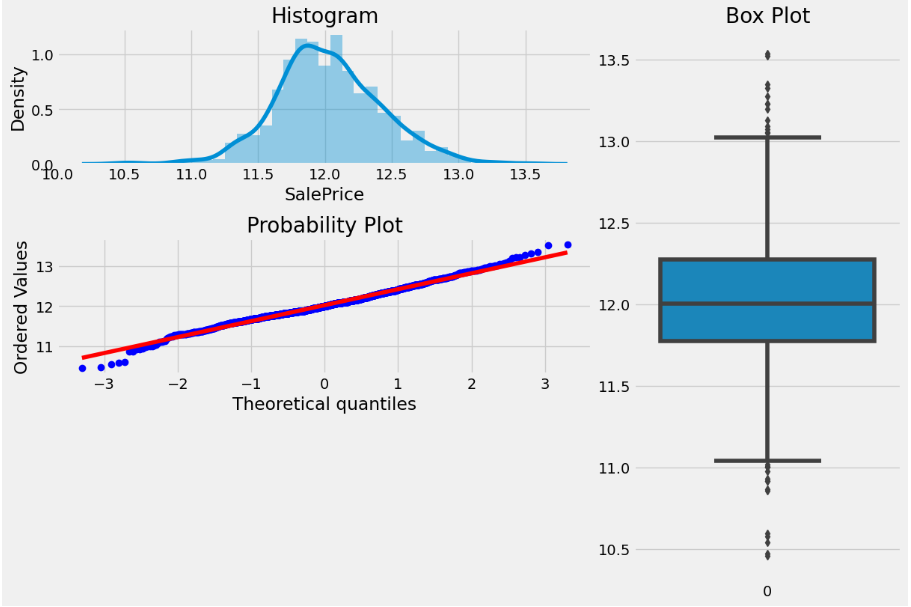 Histogram
Density
1.0
0.5
0.0
10.0 10.5 11.0 11.5 12.0 12.5 13.0 13.5
SalePrice
Probability Plot
Ordered Values
13
12
11
−3 −2 −1 0 1 2 3
Theoretical quantiles
Box Plot
13.5
13.0
12.5
12.0
11.5
11.0
10.5
0